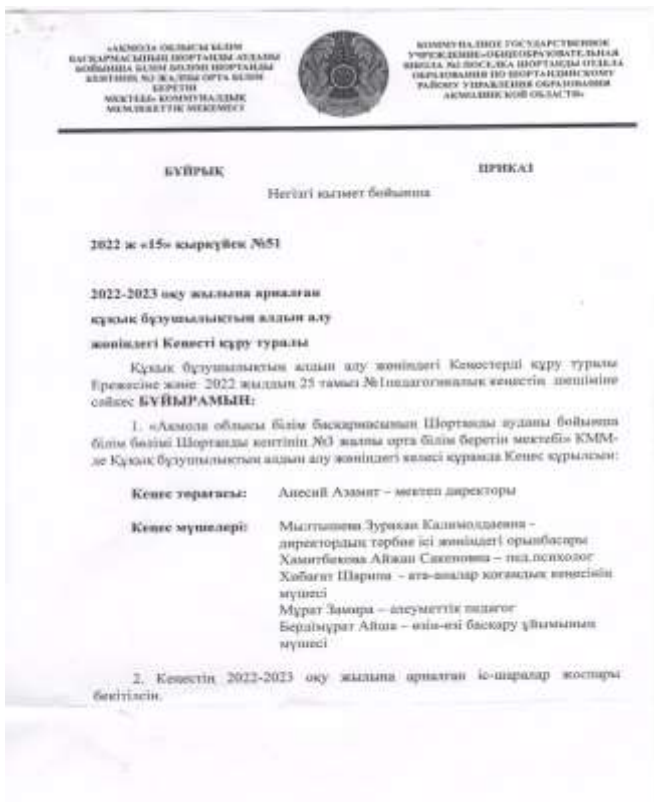 «АКМОЛА ОБЛЫСЫ БІЛІМ
БАСҚАРМАСЫНЫҢ ШОРТАНДЫ АУДАНЫ
БОЙЫНША БІЛІМ БӨЛІМІ ШОРТАНДЫ
КЕНТІНІҢ №3 ЖАЛПЫ ОРТА БІЛІМ
БЕРЕТІН
МЕКТЕБІ» КОММУНАЛДЫҚ
МЕМЛЕКЕТТІК МЕКЕМЕСІ
КОММУНАЛЬНОЕ ГОСУДАРСТВЕННОЕ
УЧРЕЖДЕНИЕ «ОБЩЕОБРАЗОВАТЕЛЬНАЯ
ШКОЛА №3 ПОСЕЛКА ШОРТАНДЫ ОТДЕЛА
ОБРАЗОВАНИЯ ПО ШОРТАНДИНСКОМУ
РАЙОНУ УПРАВЛЕНИЯ ОБРАЗОВАНИЯ
АКМОЛИНСКОЙ ОБЛАСТИ»
БҰЙРЫҚ
ПРИКАЗ
Негізгі қызмет бойынша
2022 ж «15» қыркүйек №51
2022-2023 оқу жылына арналған
құқық бұзушылықтың алдын алу
жөніндегі Кеңесті құру туралы
Құқық бұзушылықтың алдын алу жөніндегі Кеңестерді құру туралы
Ережесіне және 2022 жылдың 25 тамыз №1педагогикалық кеңестің шешіміне
сәйкес БҰЙЫРАМЫН:
1. «Ақмола облысы білім басқармасының Шортанды ауданы бойынша
білім бөлімі Шортанды кентінің №3 жалпы орта білім беретін мектебі» КММ-
де Құқық бұзушылықтың алдын алу жөніндегі келесі құрамда Кеңес құрылсын:
Кеңес төрағасы: Анесий Азамат – мектеп директоры
Кеңес мүшелері: Мылтышева Зурахан Калимолдаевна -
директордың тәрбие ісі жөніндегі орынбасары
Хамитбекова Айжан Сакеновна – пед.психолог
Хабағат Шарипа - ата-аналар қоғамдық кеңесінің
мүшесі
Мұрат Замира – әлеуметтік педагог
Бердімұрат Айша – өзін-өзі басқару ұйымының
мүшесі
2. Кеңестің 2022-2023 оқу жылына арналған іс-шаралар жоспары
бекітілсін.